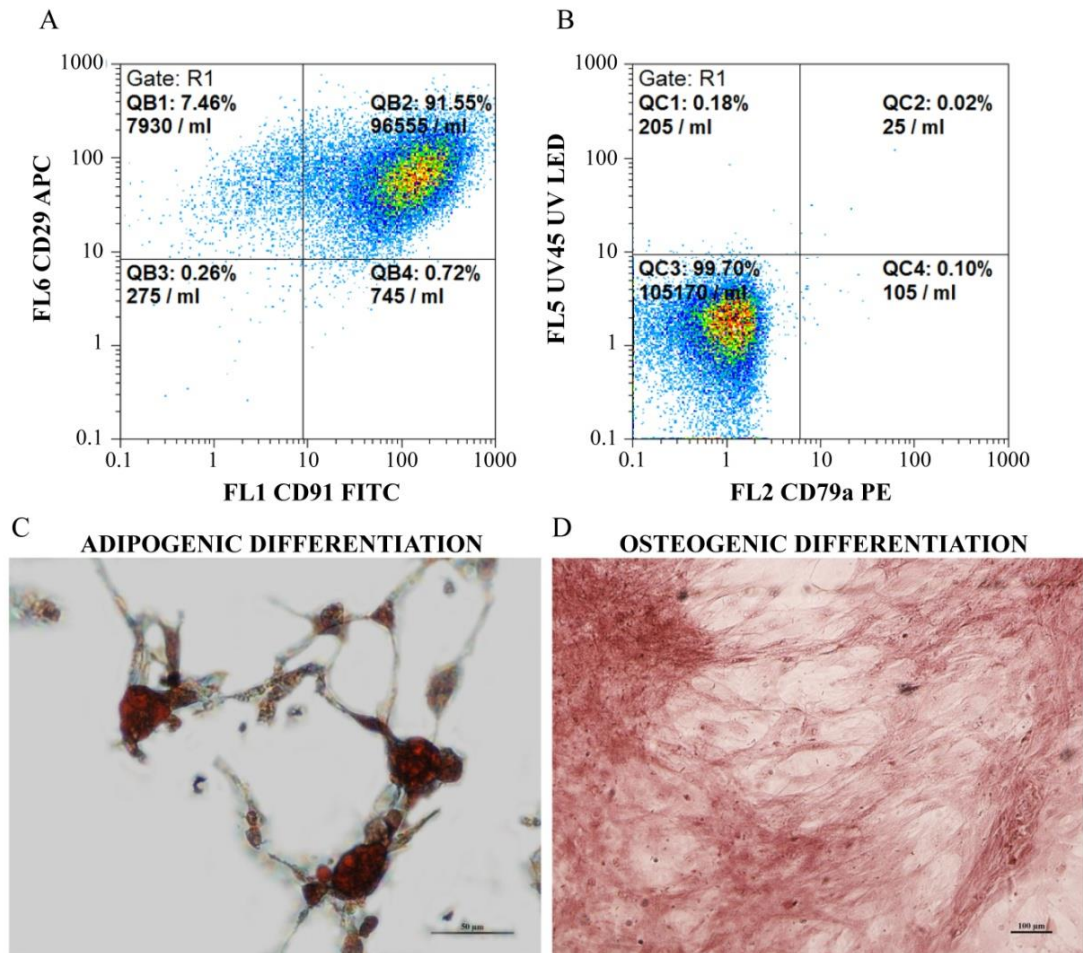 A
1000
100
10
1
0.1
FL6 CD29 APC
Gate: R1
QB1: 7.46%
7930 / ml
QB2: 91.55%
96555 / ml
QB3: 0.26%
275 / ml
QB4: 0.72%
745 / ml
0.1 1 10 100 1000
FL1 CD91 FITC
B
1000
100
10
1
0.1
FL5 UV45 UV LED
Gate: R1
QC1: 0.18%
205 / ml
QC2: 0.02%
25 / ml
QC3: 99.70%
105170 / ml
QC4: 0.10%
105 / ml
0.1 1 10 100 1000
FL2 CD79a PE
C
ADIPOGENIC DIFFERENTIATION
50 µm
D
OSTEOGENIC DIFFERENTIATION
100 µm